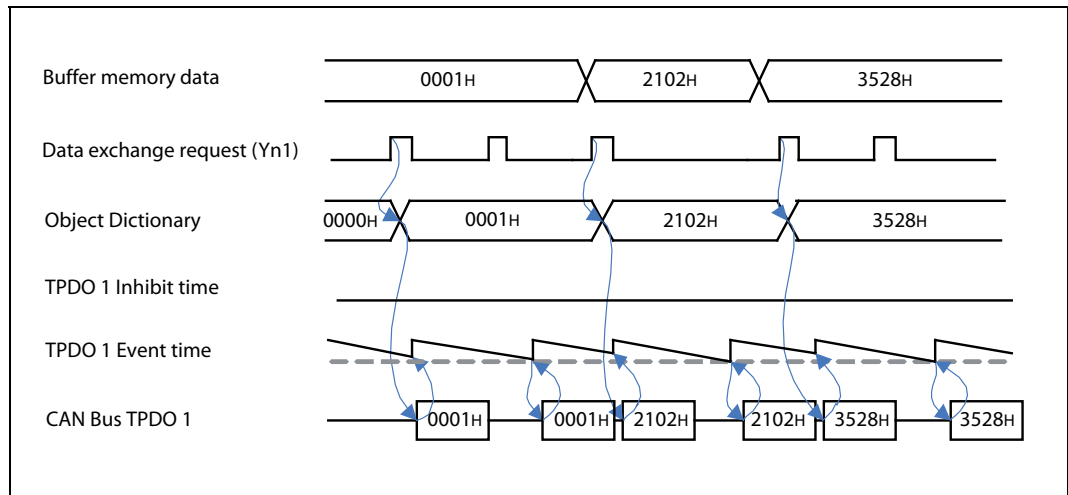 Buffer memory data 0001H 2102H 3528H
Data exchange request (Yn1)
Object Dictionary 0000H 0001H 2102H 3528H
TPDO 1 Inhibit time
TPDO 1 Event time
CAN Bus TPDO 1 0001H 0001H 2102H 2102H 3528H 3528H